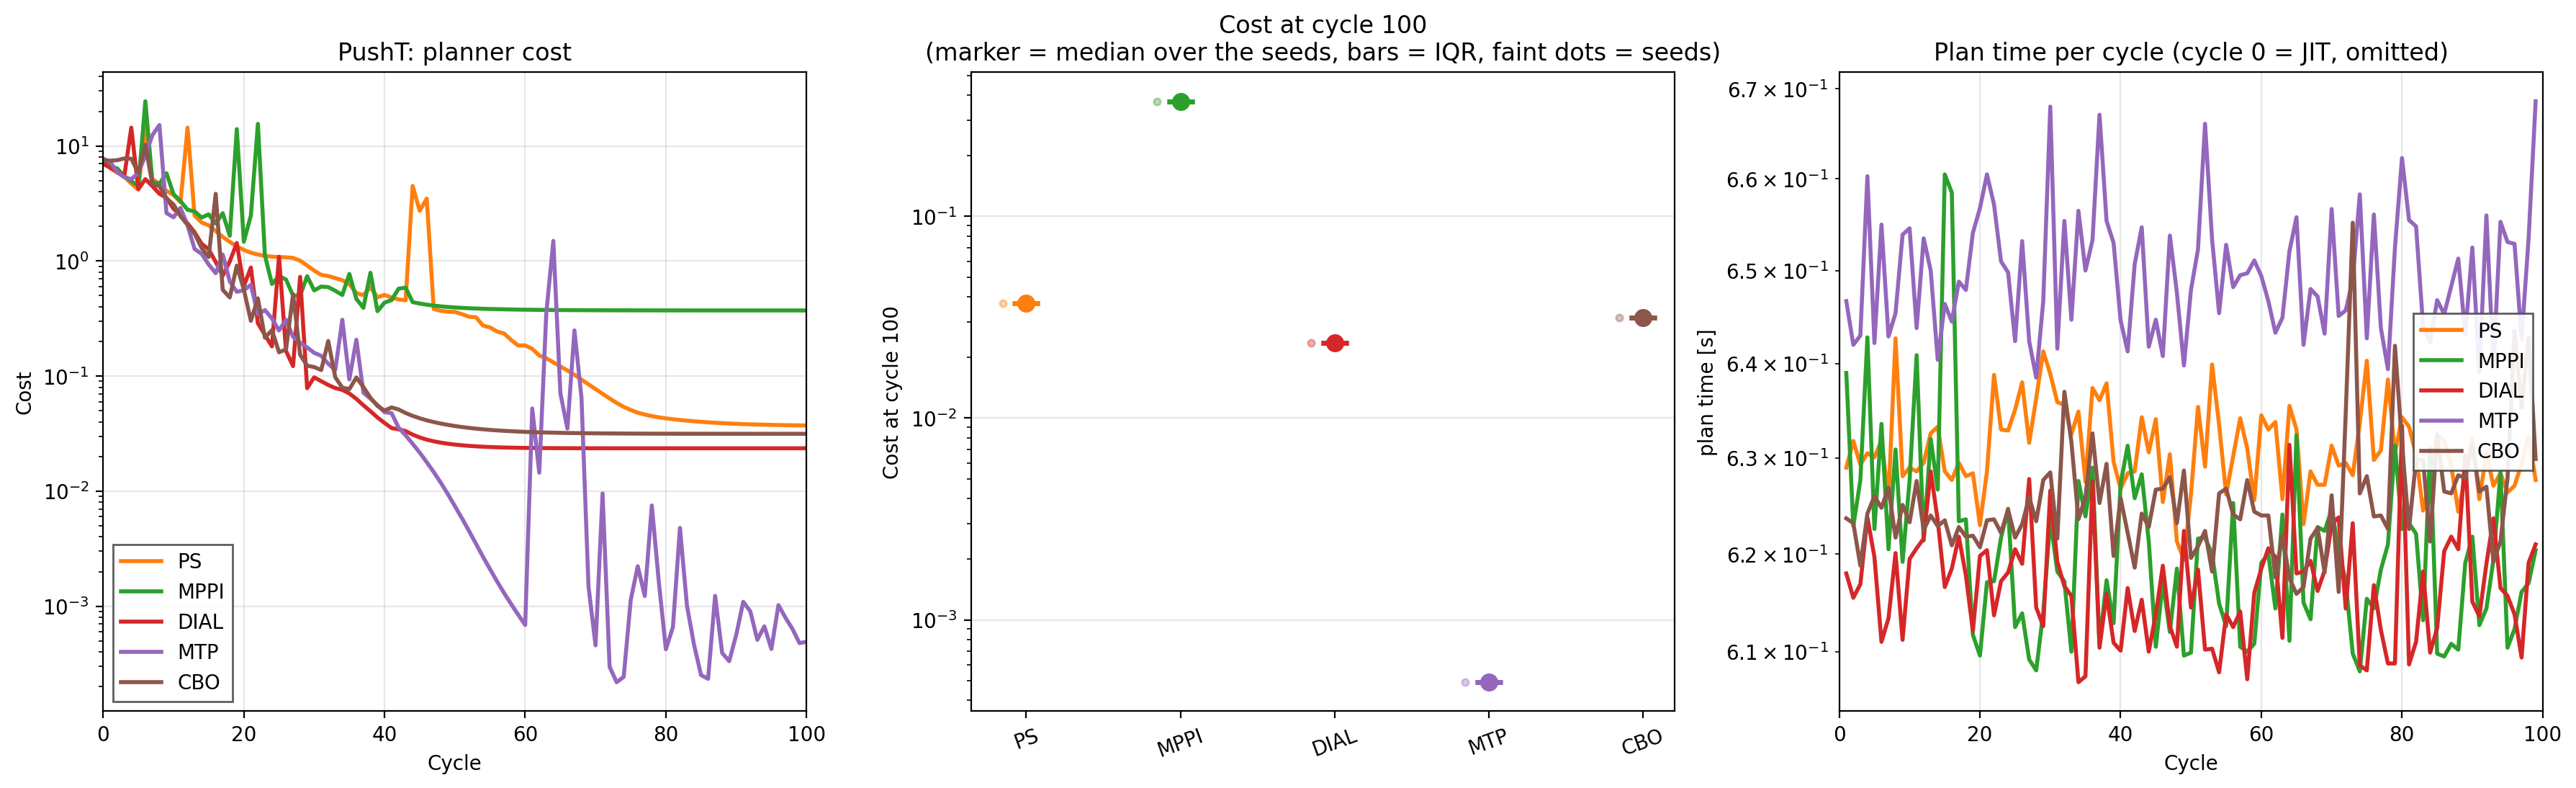 PushT: planner cost
Cost
10¹
10⁰
10⁻¹
10⁻²
10⁻³
PS
MPPI
DIAL
MTP
CBO
0 20 40 60 80 100
Cycle
Cost at cycle 100
(marker = median over the seeds, bars = IQR, faint dots = seeds)
Cost at cycle 100
10⁻¹
10⁻²
10⁻³
PS MPPI DIAL MTP CBO
Plan time per cycle (cycle 0 = JIT, omitted)
plan time [s]
6.7 × 10⁻¹
6.6 × 10⁻¹
6.5 × 10⁻¹
6.4 × 10⁻¹
6.3 × 10⁻¹
6.2 × 10⁻¹
6.1 × 10⁻¹
PS
MPPI
DIAL
MTP
CBO
0 20 40 60 80 100
Cycle